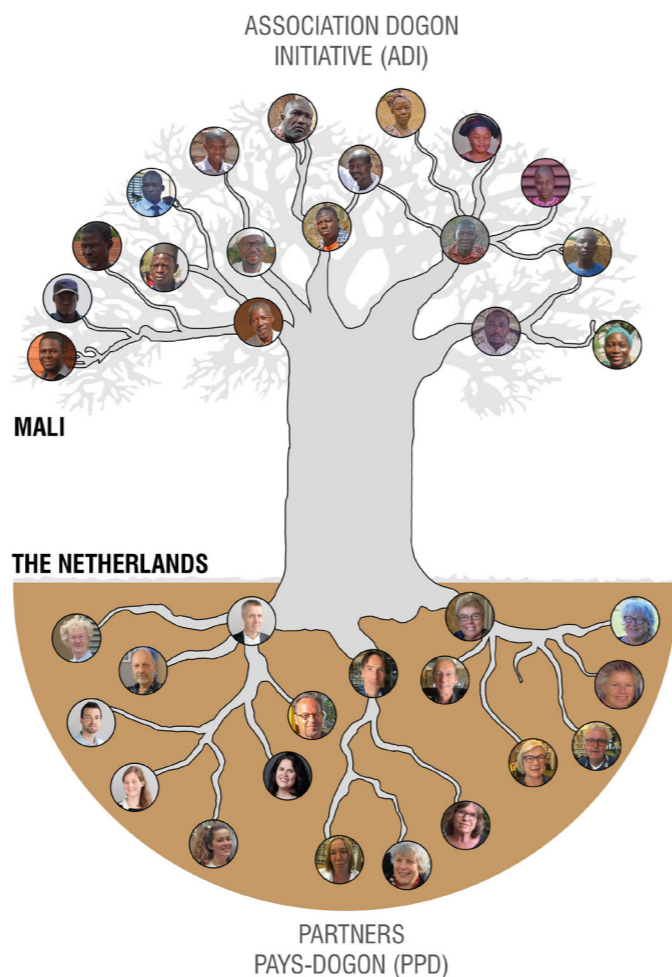 ASSOCIATION DOGON
INITIATIVE (ADI)
MALI
THE NETHERLANDS
PARTNERS
PAYS-DOGON (PPD)